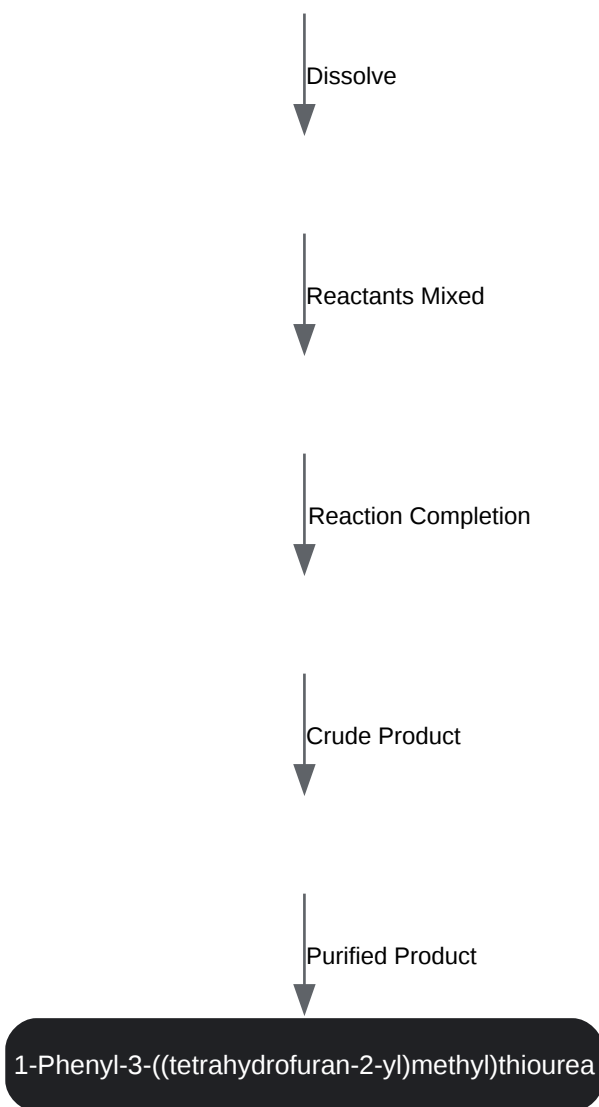 Dissolve
Reactants Mixed
Reaction Completion
Crude Product
Purified Product
1-Phenyl-3-((tetrahydrofuran-2-yl)methyl)thiourea